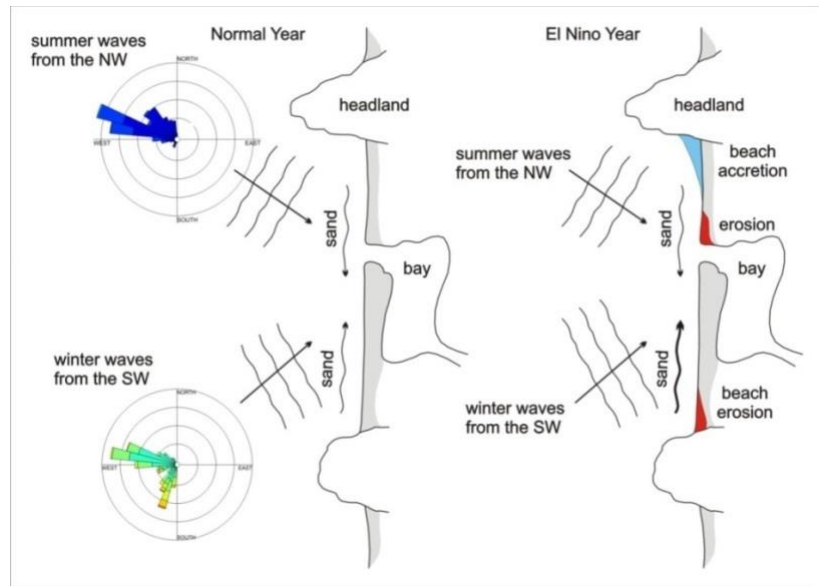 Normal Year
summer waves
from the NW
NORTH
WEST
EAST
SOUTH
headland
sand
bay
winter waves
from the SW
NORTH
WEST
EAST
SOUTH
sand
El Nino Year
headland
summer waves
from the NW
beach
accretion
sand
erosion
bay
sand
winter waves
from the SW
beach
erosion